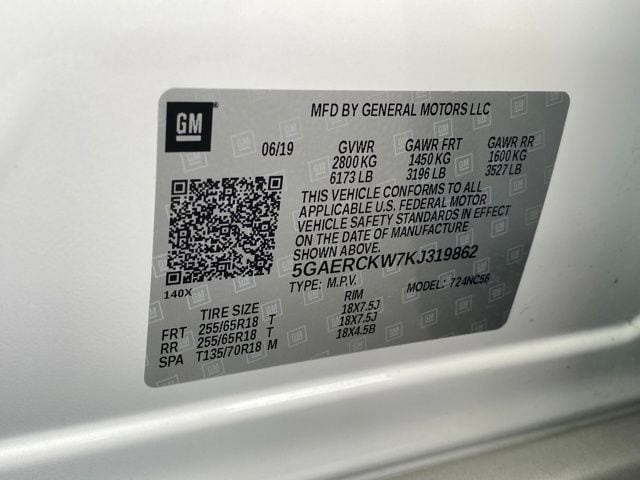 GM
MFD BY GENERAL MOTORS LLC
06/19 GVWR GAWR FRT GAWR RR
2800 KG 1450 KG 1600 KG
6173 LB 3196 LB 3527 LB
THIS VEHICLE CONFORMS TO ALL
APPLICABLE U.S. FEDERAL MOTOR
VEHICLE SAFETY STANDARDS IN EFFECT
ON THE DATE OF MANUFACTURE
SHOWN ABOVE.
5GAERCKW7KJ319862
140X
TYPE: M.P.V. MODEL: 724NC56
TIRE SIZE RIM
FRT 255/65R18 T 18X7.5J
RR 255/65R18 T 18X7.5J
SPA T135/70R18 M 18X4.5B